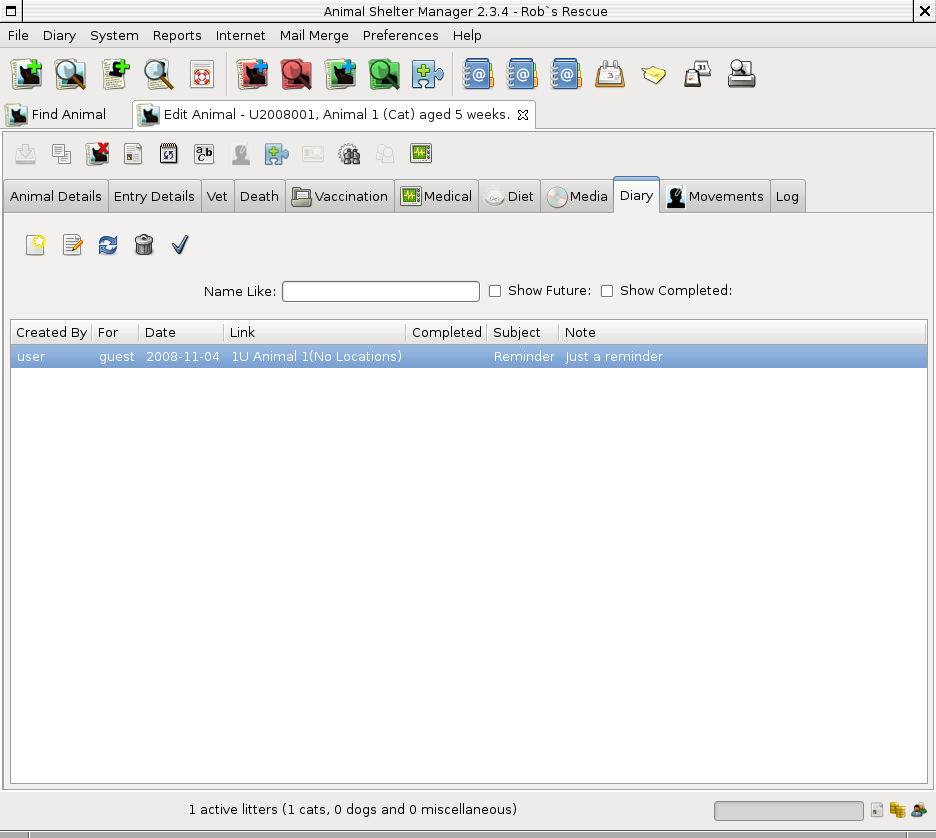 Animal Shelter Manager 2.3.4 - Rob`s Rescue
File Diary System Reports Internet Mail Merge Preferences Help
Find Animal Edit Animal - U2008001, Animal 1 (Cat) aged 5 weeks.
Animal Details Entry Details Vet Death Vaccination Medical Diet Media Diary Movements Log
Name Like: Show Future: Show Completed:
Created By For Date Link Completed Subject Note
user guest 2008-11-04 1U Animal 1(No Locations) Reminder Just a reminder
1 active litters (1 cats, 0 dogs and 0 miscellaneous)